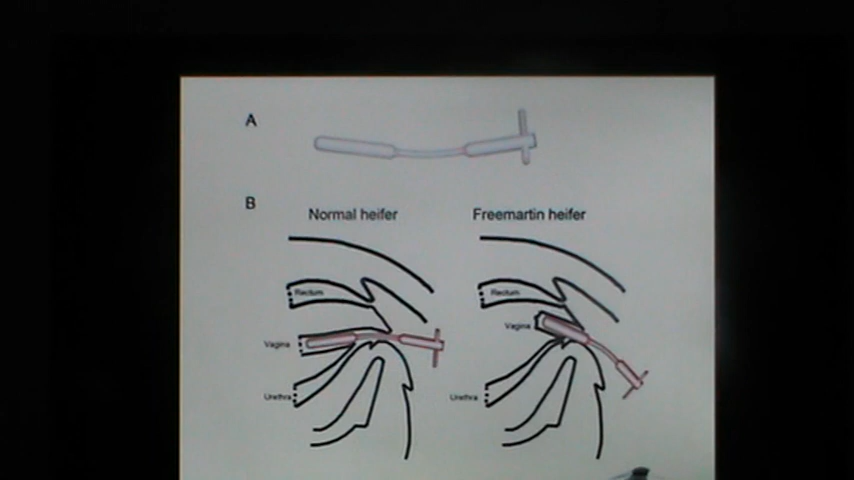 A
B
Normal heifer Freemartin heifer
Rectum Rectum
Vagina Vagina
Urethra Urethra